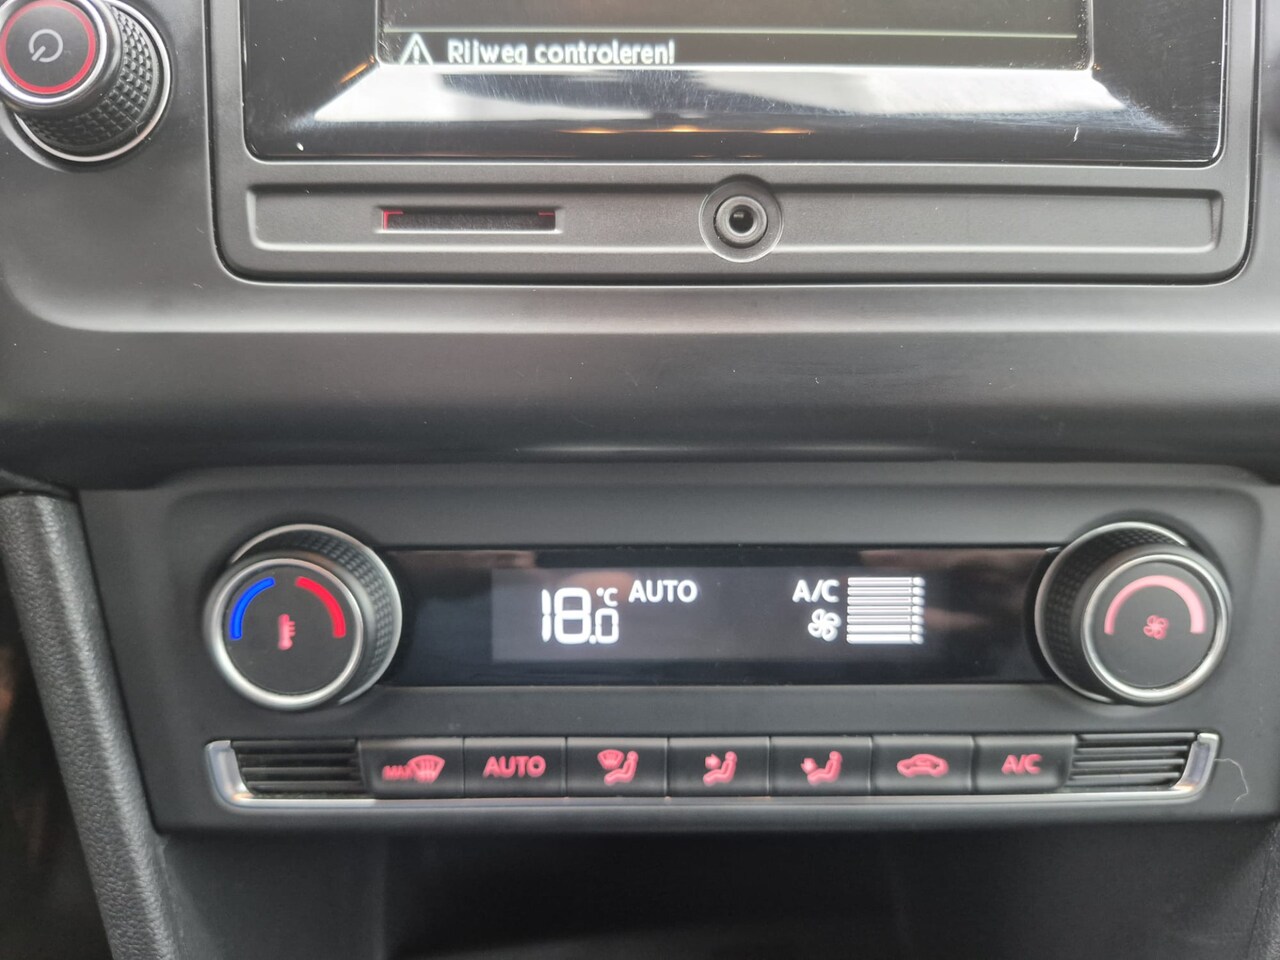 Rijweg controleren!
18.0 °C AUTO A/C
MAX AUTO A/C